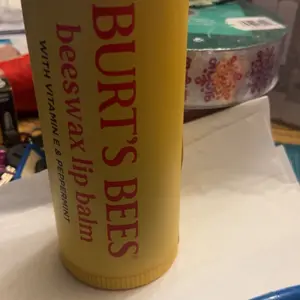 BURT'S BEES
beeswax lip balm
WITH VITAMIN E & PEPPERMINT